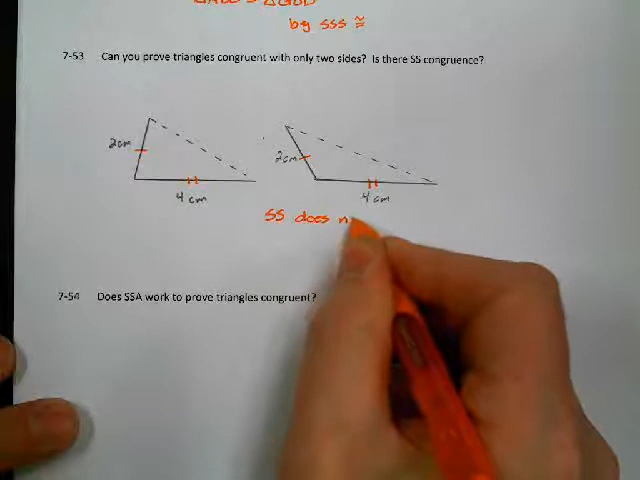 by SSS ≅
7-53 Can you prove triangles congruent with only two sides? Is there SS congruence?
2cm
2cm
4 cm
4 cm
SS does n
7-54 Does SSA work to prove triangles congruent?